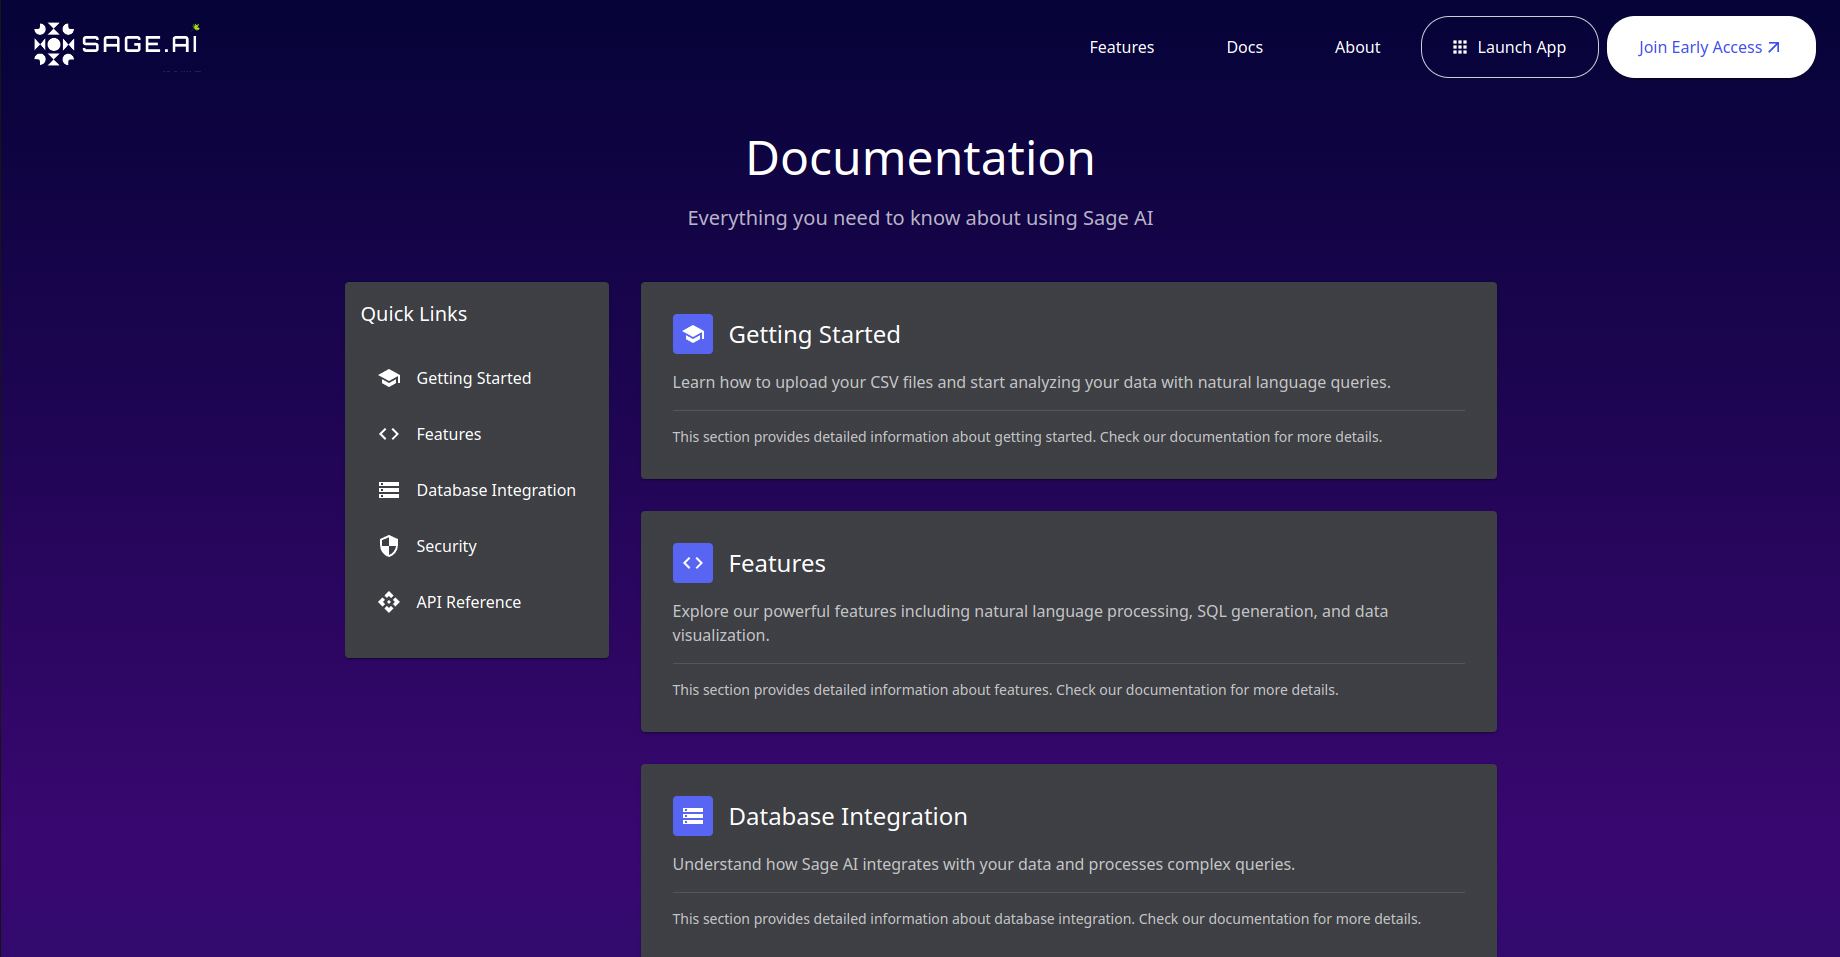 SAGE.AI
Features Docs About Launch App Join Early Access
Documentation
Everything you need to know about using Sage AI
Quick Links
Getting Started
Features
Database Integration
Security
API Reference
Getting Started
Learn how to upload your CSV files and start analyzing your data with natural language queries.
This section provides detailed information about getting started. Check our documentation for more details.
Features
Explore our powerful features including natural language processing, SQL generation, and data
visualization.
This section provides detailed information about features. Check our documentation for more details.
Database Integration
Understand how Sage AI integrates with your data and processes complex queries.
This section provides detailed information about database integration. Check our documentation for more details.